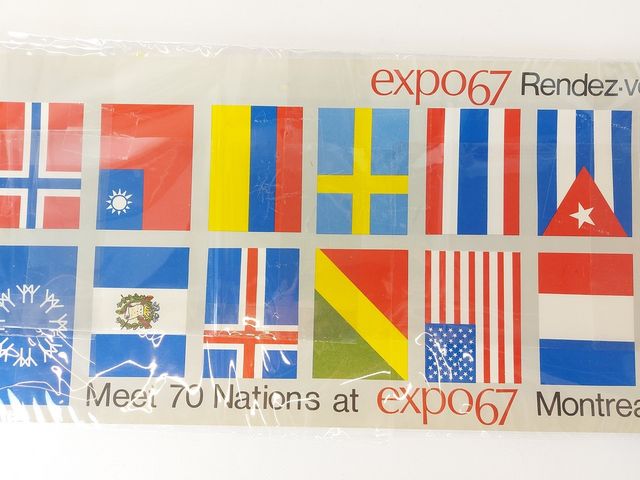 expo67 Rendez-vo
Meet 70 Nations at expo67 Montrea